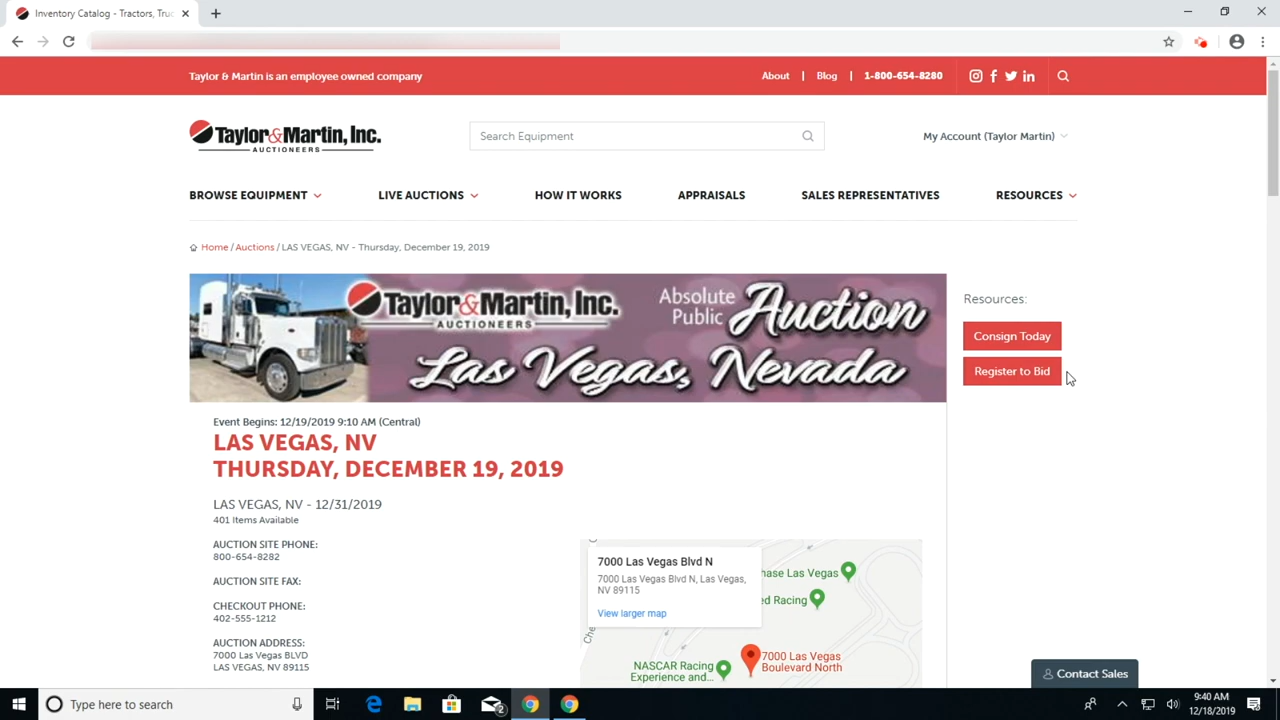 Inventory Catalog - Tractors, Truc
Taylor & Martin is an employee owned company
About | Blog | 1-800-654-8280
Taylor&Martin, Inc.
AUCTIONEERS
Search Equipment
My Account (Taylor Martin)
BROWSE EQUIPMENT
LIVE AUCTIONS
HOW IT WORKS
APPRAISALS
SALES REPRESENTATIVES
RESOURCES
Home / Auctions / LAS VEGAS, NV - Thursday, December 19, 2019
Taylor&Martin, Inc.
AUCTIONEERS
Absolute
Public
Auction
Las Vegas, Nevada
Resources:
Consign Today
Register to Bid
Event Begins: 12/19/2019 9:10 AM (Central)
LAS VEGAS, NV
THURSDAY, DECEMBER 19, 2019
LAS VEGAS, NV - 12/31/2019
401 Items Available
AUCTION SITE PHONE:
800-654-8282
AUCTION SITE FAX:
CHECKOUT PHONE:
402-555-1212
AUCTION ADDRESS:
7000 Las Vegas BLVD
LAS VEGAS, NV 89115
7000 Las Vegas Blvd N
7000 Las Vegas Blvd N, Las Vegas,
NV 89115
View larger map
hase Las Vegas
ed Racing
Che
NASCAR Racing
Experience and...
7000 Las Vegas
Boulevard North
Contact Sales
Type here to search
2
9:40 AM
12/18/2019